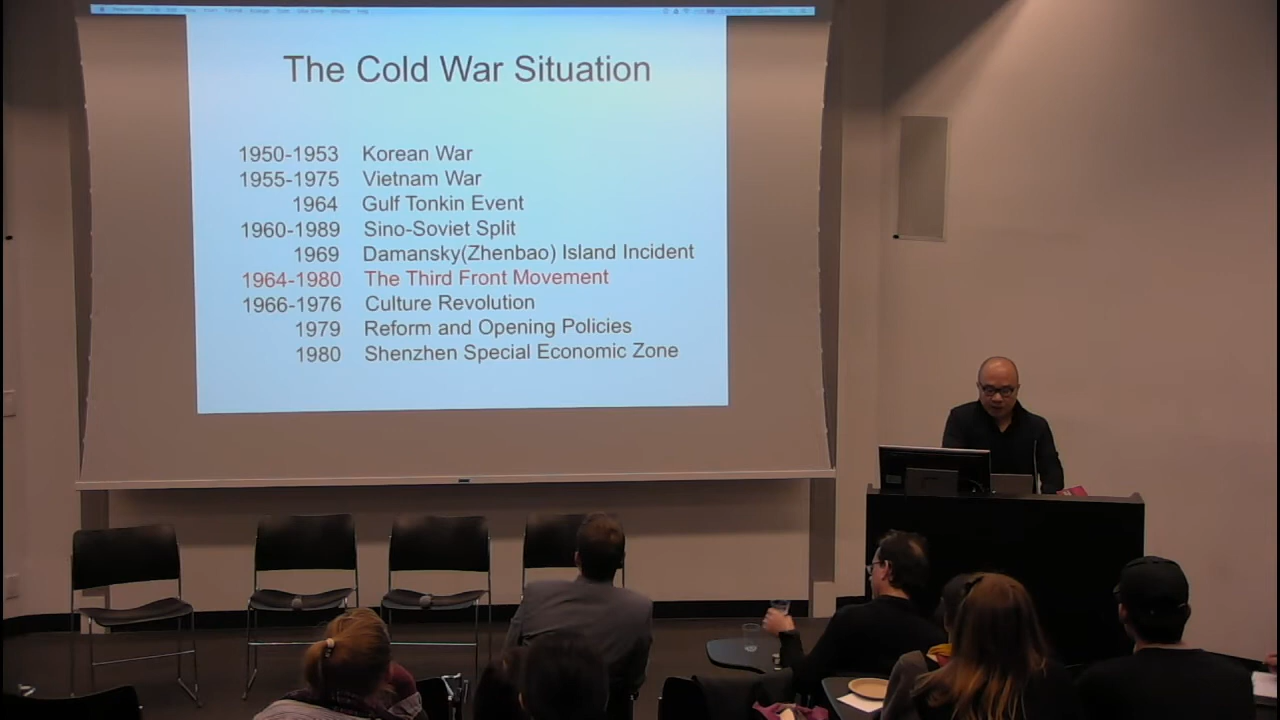 The Cold War Situation
1950-1953 Korean War
1955-1975 Vietnam War
1964 Gulf Tonkin Event
1960-1989 Sino-Soviet Split
1969 Damansky(Zhenbao) Island Incident
1964-1980 The Third Front Movement
1966-1976 Culture Revolution
1979 Reform and Opening Policies
1980 Shenzhen Special Economic Zone